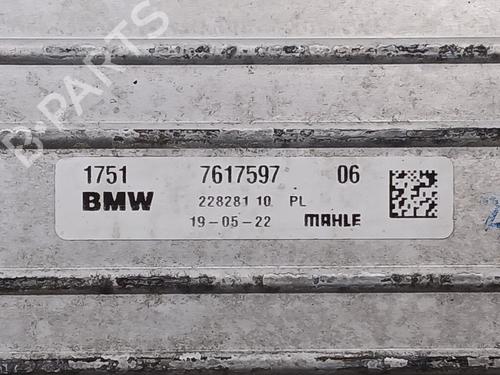 B-PARTS
1751 7617597 06
BMW 228281 10 PL
19-05-22 MAHLE